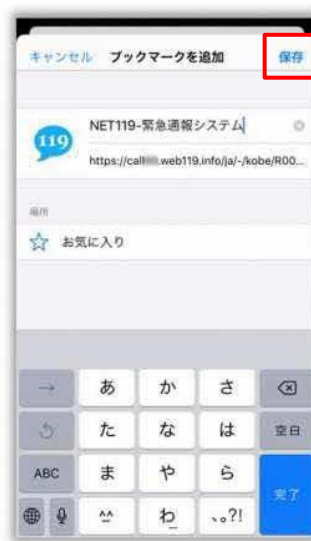 キャンセル ブックマークを追加 保存
119
NET119-緊急通報システム
https://call .web119.info/ja/-/kobe/R00...
場所
お気に入り
→ あ か さ
た な は 空白
ABC ま や ら 完了
^^ わ_ 、。?!